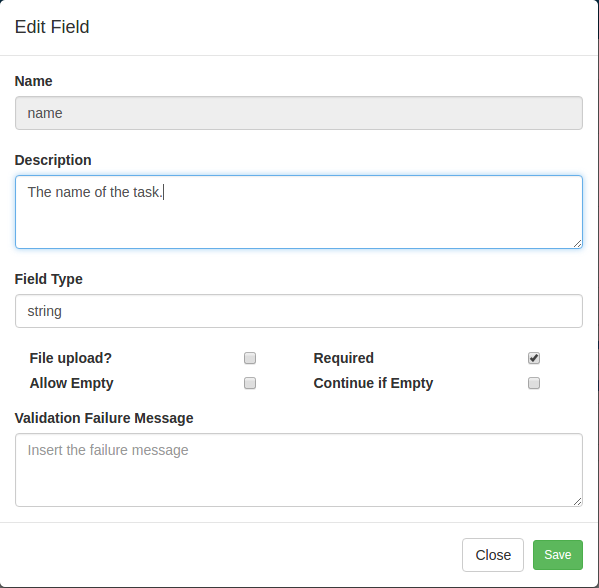 Edit Field
Name
name
Description
The name of the task.
Field Type
string
File upload? Required
Allow Empty Continue if Empty
Validation Failure Message
Insert the failure message
Close Save